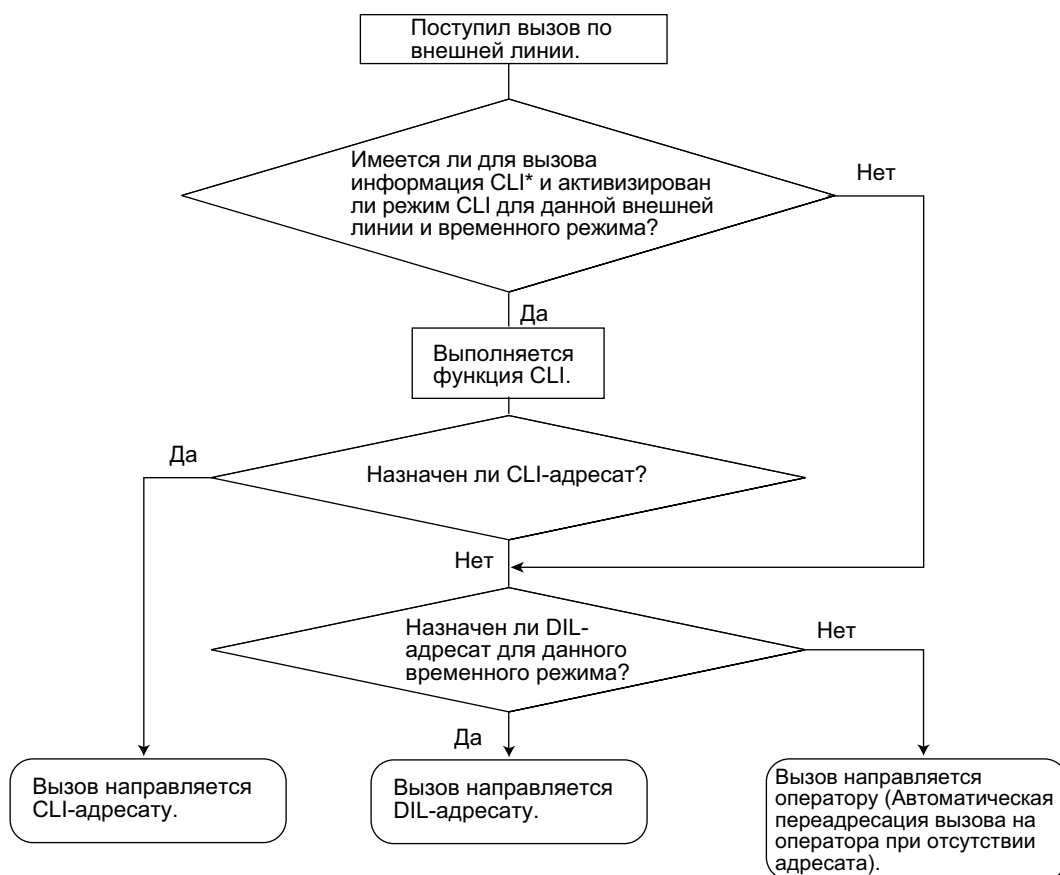 Поступил вызов по
внешней линии.
Имеется ли для вызова
информация CLI* и активизирован
ли режим CLI для данной внешней
линии и временного режима?
Нет
Да
Выполняется
функция CLI.
Да
Назначен ли CLI-адресат?
Нет
Назначен ли DIL-
адресат для данного
временного режима?
Нет
Да
Вызов направляется
CLI-адресату.
Вызов направляется
DIL-адресату.
Вызов направляется
оператору (Автоматическая
переадресация вызова на
оператора при отсутствии
адресата).